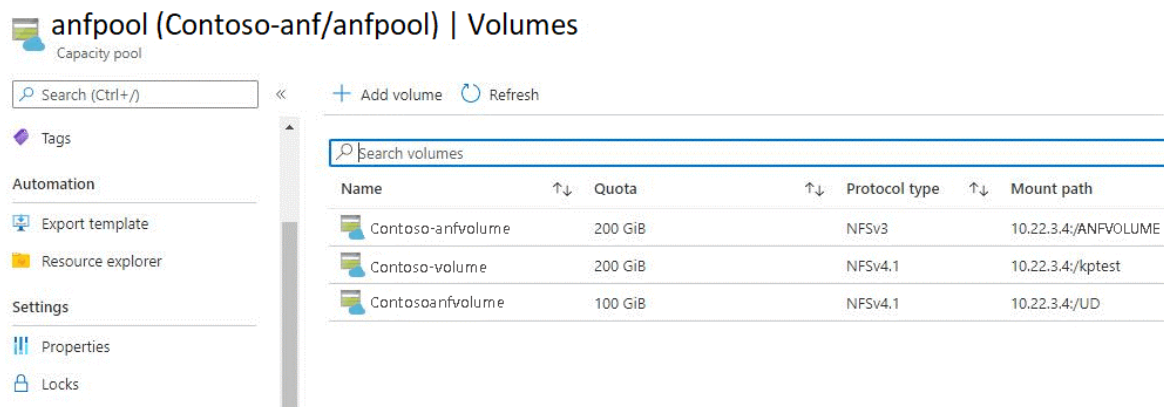 anfpool (Contoso-anf/anfpool) | Volumes
Capacity pool
Search (Ctrl+/)
«
Add volume
Refresh
Tags
Search volumes
Automation
Name
Quota
Protocol type
Mount path
Export template
Contoso-anfvolume
200 GiB
NFSv3
10.22.3.4:/ANFVOLUME
Resource explorer
Contoso-volume
200 GiB
NFSv4.1
10.22.3.4:/kptest
Settings
Contosoanfvolume
100 GiB
NFSv4.1
10.22.3.4:/UD
Properties
Locks